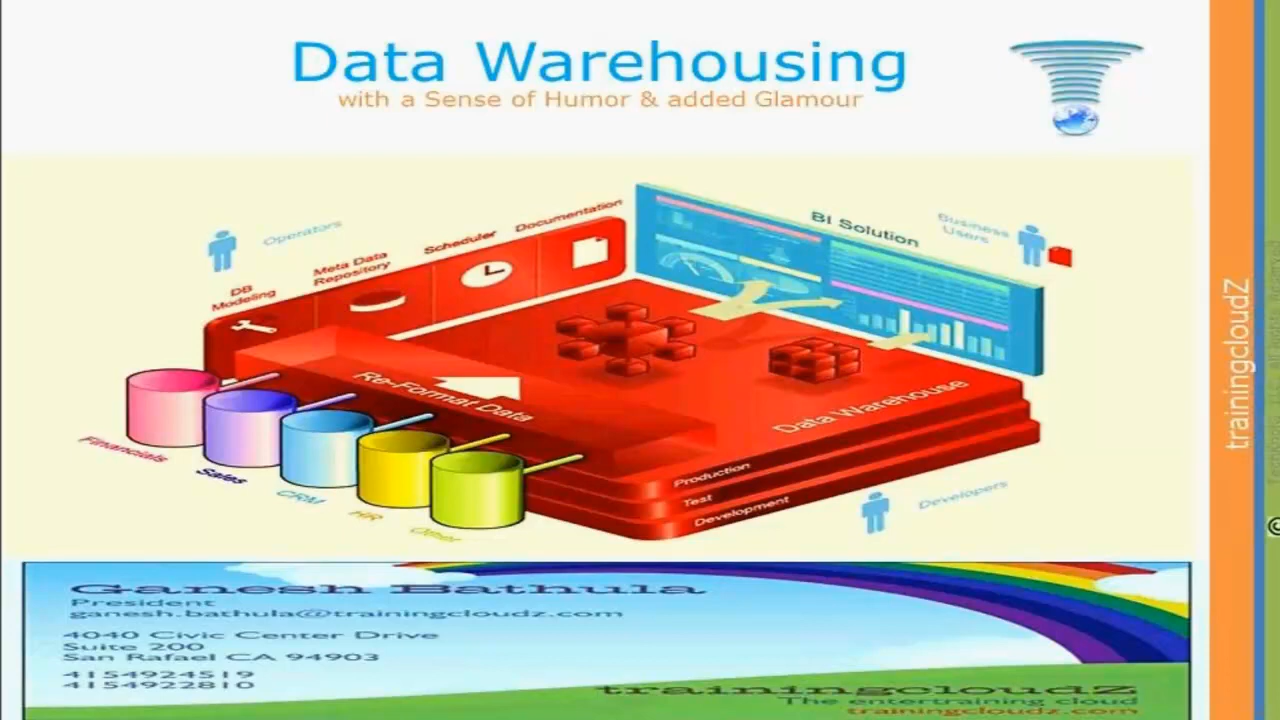 Data Warehousing
with a Sense of Humor & added Glamour
Operators
Documentation
Scheduler
Meta Data
Repository
DB
Modeling
BI Solution
Business
Users
Re-Format Data
Data Warehouse
Financials
Sales
CRM
HR
Other
Production
Test
Development
Developers
Ganesh Bathula
President
ganesh.bathula@trainingcloudz.com
4040 Civic Center Drive
Suite 200
San Rafael CA 94903
4154924519
4154922810
trainingcloudZ
The entertraining cloud
trainingcloudz.com
trainingcloudZ
©